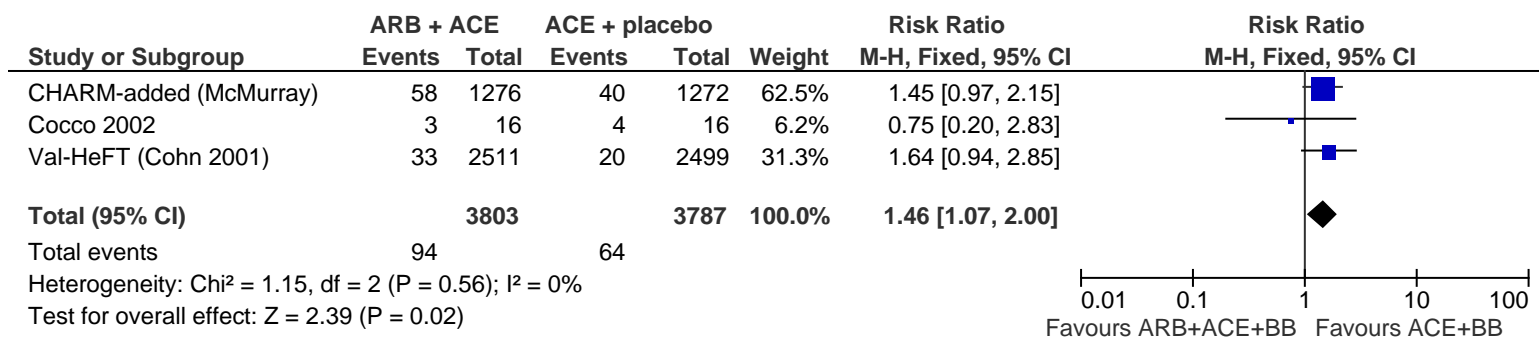 ARB + ACE ACE + placebo Risk Ratio Risk Ratio
Study or Subgroup Events Total Events Total Weight M-H, Fixed, 95% CI M-H, Fixed, 95% CI
CHARM-added (McMurray) 58 1276 40 1272 62.5% 1.45 [0.97, 2.15]
Cocco 2002 3 16 4 16 6.2% 0.75 [0.20, 2.83]
Val-HeFT (Cohn 2001) 33 2511 20 2499 31.3% 1.64 [0.94, 2.85]
Total (95% CI) 3803 3787 100.0% 1.46 [1.07, 2.00]
Total events 94 64
Heterogeneity: Chi² = 1.15, df = 2 (P = 0.56); I² = 0%
Test for overall effect: Z = 2.39 (P = 0.02)
0.01 0.1 1 10 100
Favours ARB+ACE+BB Favours ACE+BB